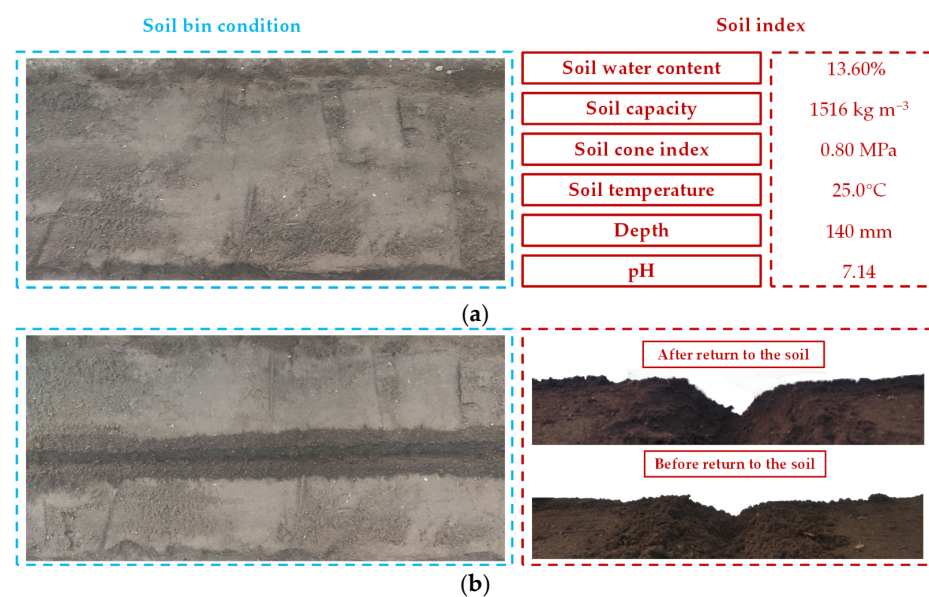 Soil bin condition
Soil index
Soil water content 13.60%
Soil capacity 1516 kg m⁻³
Soil cone index 0.80 MPa
Soil temperature 25.0°C
Depth 140 mm
pH 7.14
(a)
After return to the soil
Before return to the soil
(b)